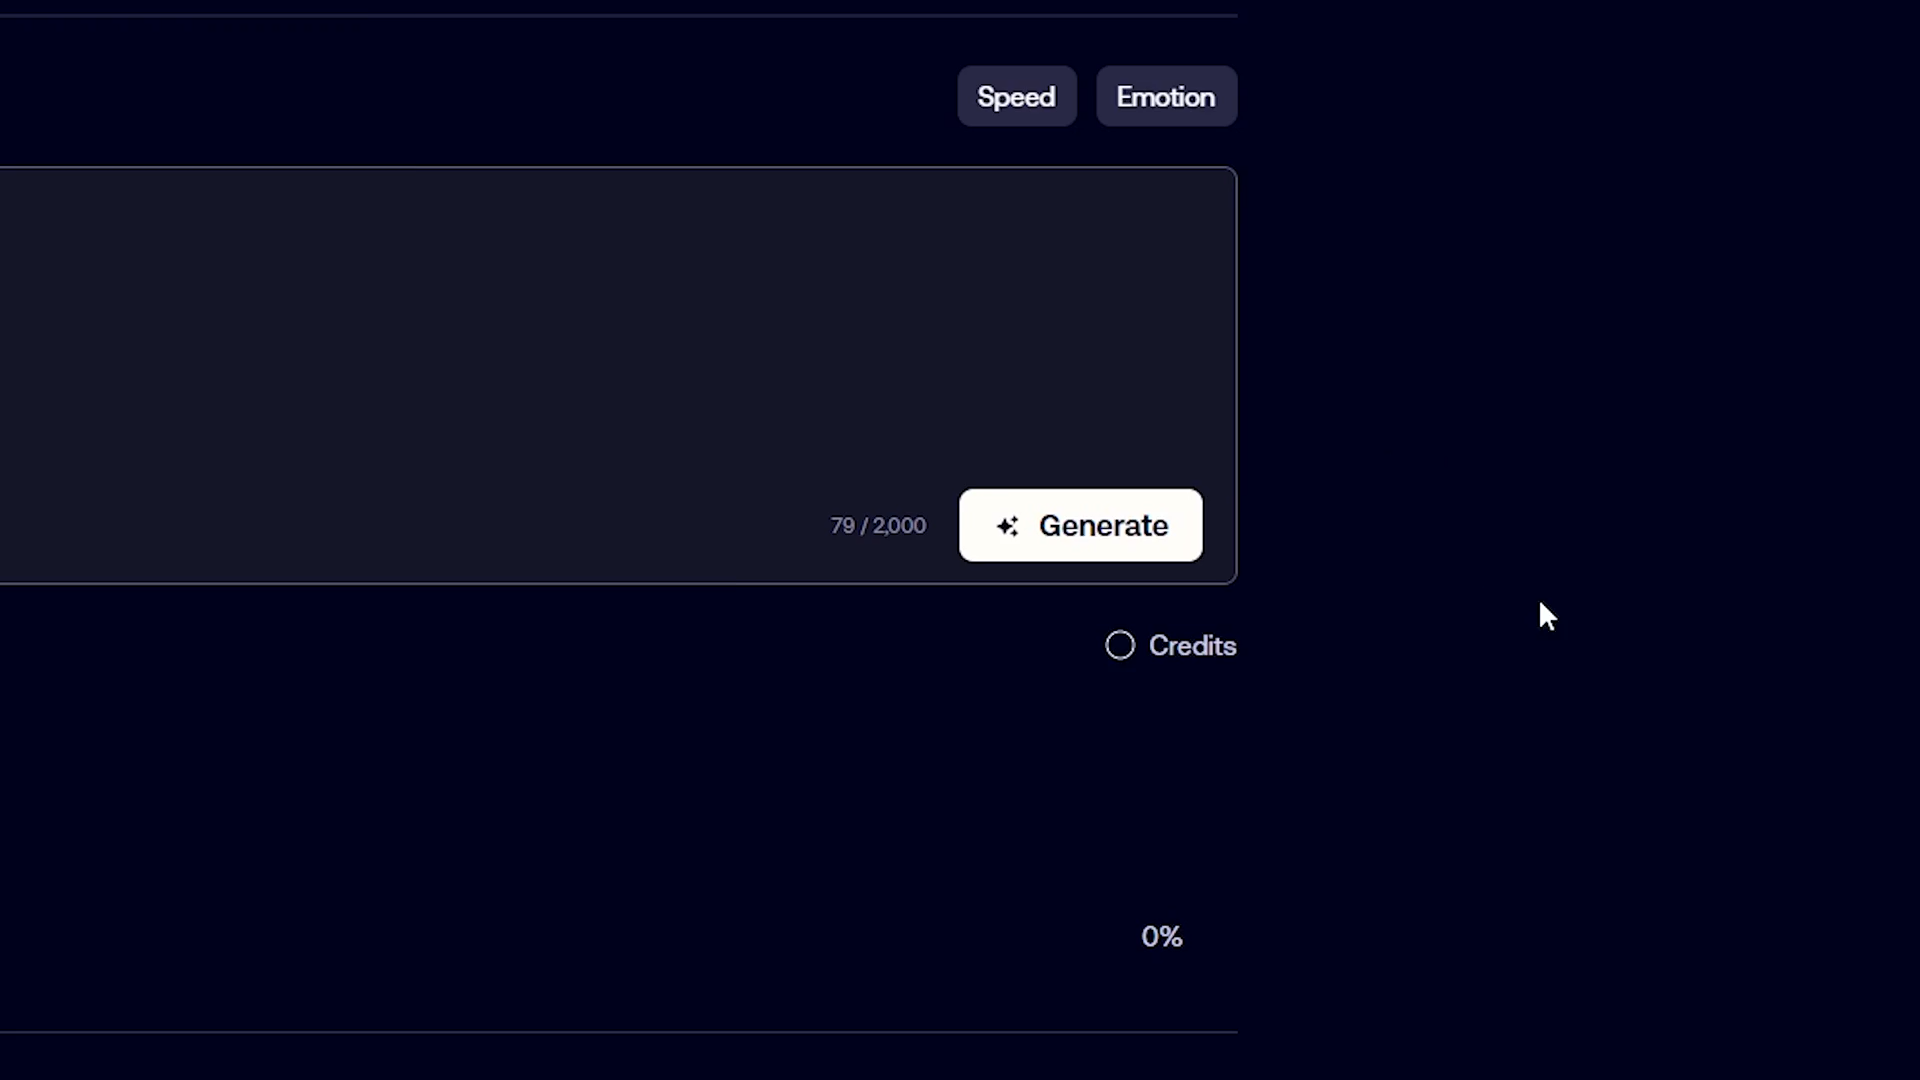 Speed Emotion
79 / 2,000 Generate
Credits
0%